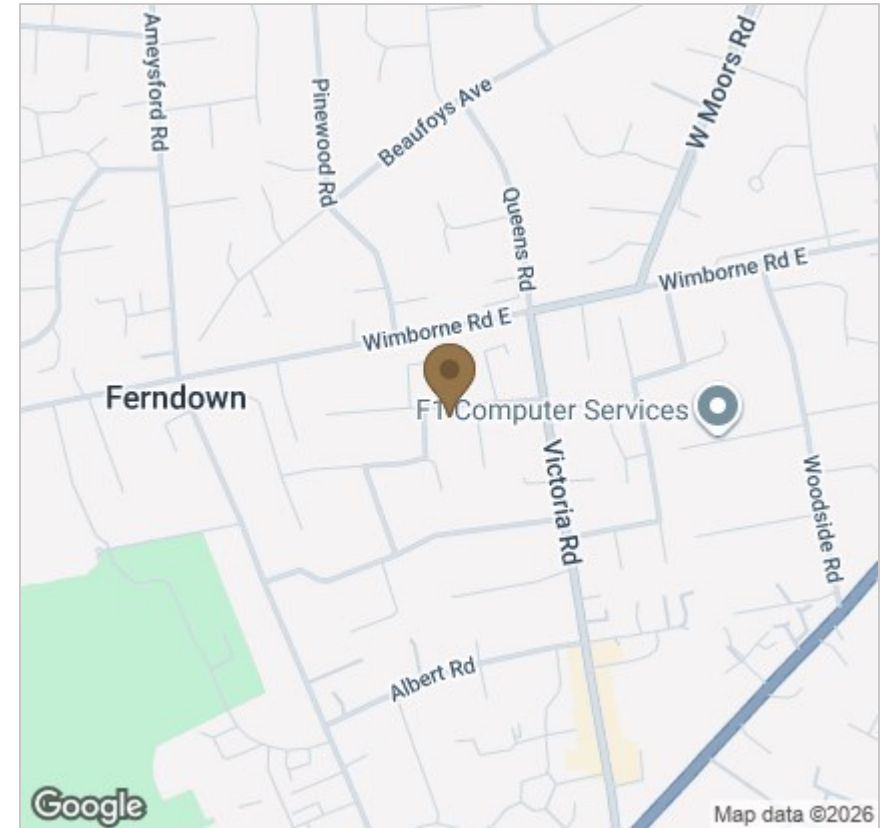 Ameysford Rd
Pinewood Rd
Beaufoys Ave
Queens Rd
W Moors Rd
Wimborne Rd E
Wimborne Rd E
Ferndown
F1 Computer Services
Victoria Rd
Woodside Rd
Albert Rd
Google
Map data ©2026